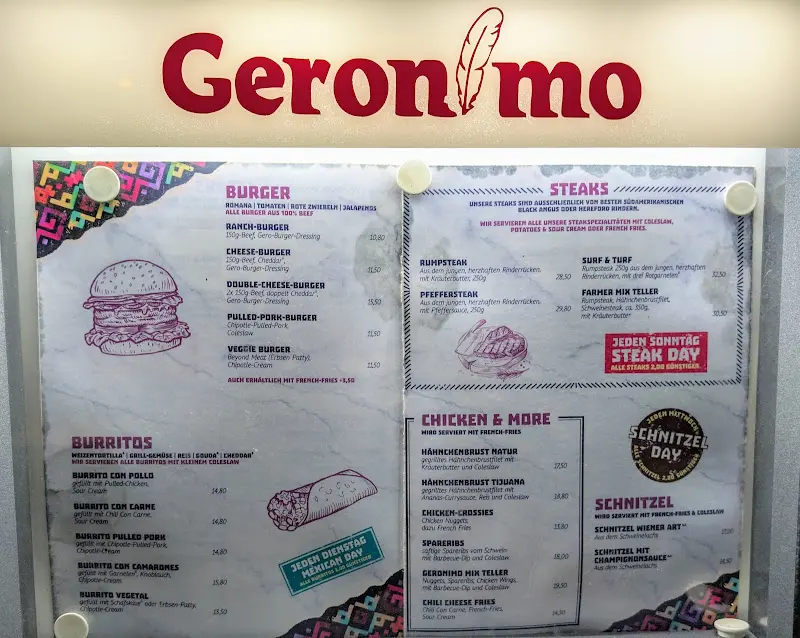 Geronimo
BURGER
ROMANA | TOMATEN | ROTE ZWIEBELN | JALAPENOS
ALLE BURGER AUS 100% BEEF
RANCH-BURGER
150g-Beef, Gero-Burger-Dressing 10,80
CHEESE-BURGER
150g-Beef, Cheddar,
Gero-Burger-Dressing 11,50
DOUBLE-CHEESE-BURGER
2x 150g-Beef, doppelt Cheddar,
Gero-Burger-Dressing 15,50
PULLED-PORK-BURGER
Chipotle-Pulled-Pork,
Coleslaw 11,50
VEGGIE BURGER
Beyond Meat (Erbsen Patty),
Chipotle-Cream 11,50
AUCH ERHÄLTLICH MIT FRENCH-FRIES +3,50
BURRITOS
WEIZENTORTILLA | GRILL-GEMÜSE | REIS | GOUDA | CHEDDAR
WIR SERVIEREN ALLE BURRITOS MIT KLEINEM COLESLAW
BURRITO CON POLLO
gefüllt mit Pulled-Chicken,
Sour Cream 14,80
BURRITO CON CARNE
gefüllt mit Chili Con Carne,
Sour Cream 14,80
BURRITO PULLED PORK
gefüllt mit Chipotle-Pulled-Pork,
Chipotle-Cream 14,80
BURRITO CON CAMARONES
gefüllt mit Garnelen, Knoblauch,
Chipotle-Cream 15,80
BURRITO VEGETAL
gefüllt mit Schafskäse oder Erbsen-Patty,
Chipotle-Cream 13,50
JEDEN DIENSTAG
MEXICAN DAY
ALLE BURRITOS 2,00 GÜNSTIGER
STEAKS
UNSERE STEAKS SIND AUSSCHLIENLICH VON BESTEN SÜDAMERIKANISCHEN
BLACK ANGUS ODER HEREFORD RINDERN.
WIR SERVIEREN ALLE UNSERE STEAKSPEZIALITÄTEN MIT COLESLAW,
POTATOES & SOUR CREAM ODER FRENCH FRIES.
RUMPSTEAK
Aus dem jungen, herzhaften Rinderrücken,
mit Kräuterbutter, 250g 28,50
PFEFFERSTEAK
Aus dem jungen, herzhaften Rinderrücken,
mit Pfeffersauce, 250g 29,80
SURF & TURF
Rumpsteak 250g aus dem jungen, herzhaften
Rinderrücken, mit drei Rotgarnelen 32,50
FARMER MIX TELLER
Rumpsteak, Hähnchenbrustfilet,
Schweinesteak, ca. 350g,
mit Kräuterbutter 30,50
JEDEN SONNTAG
STEAK DAY
ALLE STEAKS 2,00 GÜNSTIGER
CHICKEN & MORE
WIRD SERVIERT MIT FRENCH-FRIES
HÄHNCHENBRUST NATUR
gegrilltes Hähnchenbrustfilet mit
Kräuterbutter und Coleslaw 17,50
HÄHNCHENBRUST TIJUANA
gegrilltes Hähnchenbrustfilet mit
Ananas-Currysauce, Reis und Coleslaw 18,80
CHICKEN-CROSSIES
Chicken Nuggets,
dazu French Fries 13,80
SPARERIBS
saftige Spareribs vom Schwein
mit Barbecue-Dip und Coleslaw 18,00
GERONIMO MIX TELLER
Nuggets, Spareribs, Chicken Wings,
mit Barbecue-Dip und Coleslaw 19,50
CHILI CHEESE FRIES
Chili Con Carne, French-Fries,
Sour Cream 14,50
JEDEN MITTWOCH
SCHNITZEL
DAY
ALLE SCHNITZEL 2,00 GÜNSTIGER
SCHNITZEL
WIRD SERVIERT MIT FRENCH-FRIES & COLESLAW
SCHNITZEL WIENER ART
Aus dem Schweinelachs
SCHNITZEL MIT
CHAMPIGNONSAUCE
Aus dem Schweinelachs